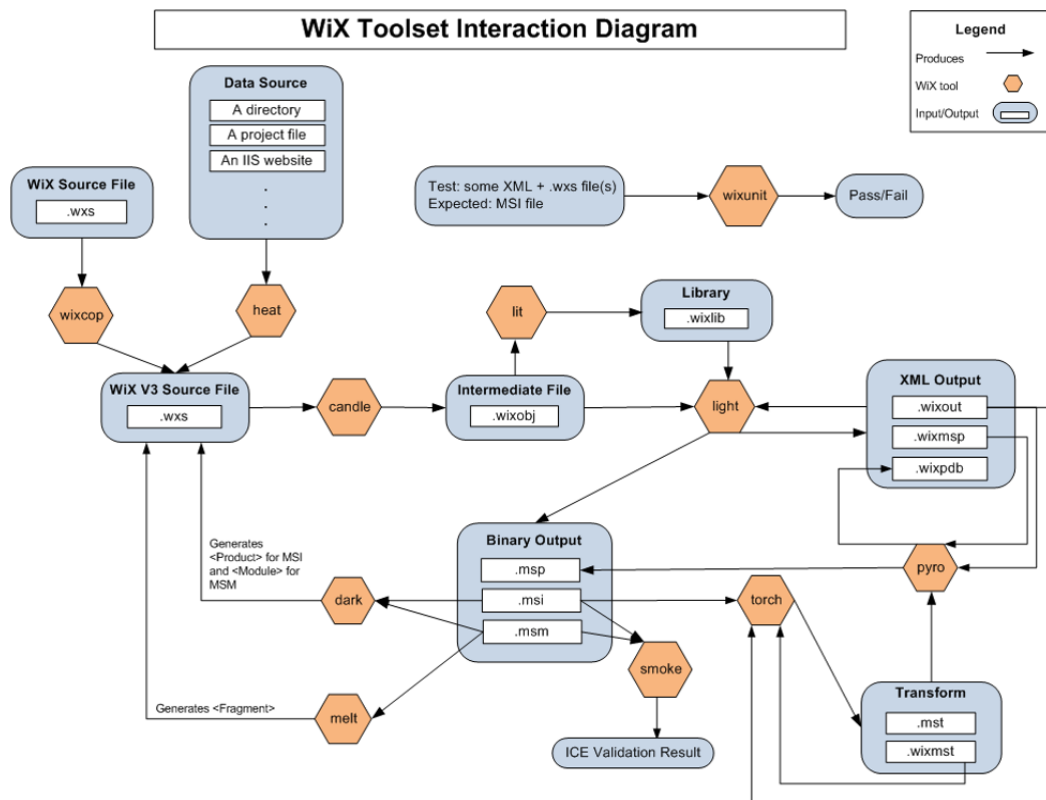 WiX Toolset Interaction Diagram
Legend
Produces
WiX tool
Input/Output
Data Source
A directory
A project file
An IIS website
.
.
.
WiX Source File
.wxs
Test: some XML + .wxs file(s)
Expected: MSI file
wixunit
Pass/Fail
wixcop
heat
lit
Library
.wixlib
WiX V3 Source File
.wxs
candle
Intermediate File
.wixobj
light
XML Output
.wixout
.wixmsp
.wixpdb
Generates
<Product> for MSI
and <Module> for
MSM
Binary Output
.msp
.msi
.msm
dark
torch
pyro
smoke
melt
Generates <Fragment>
Transform
.mst
.wixmst
ICE Validation Result